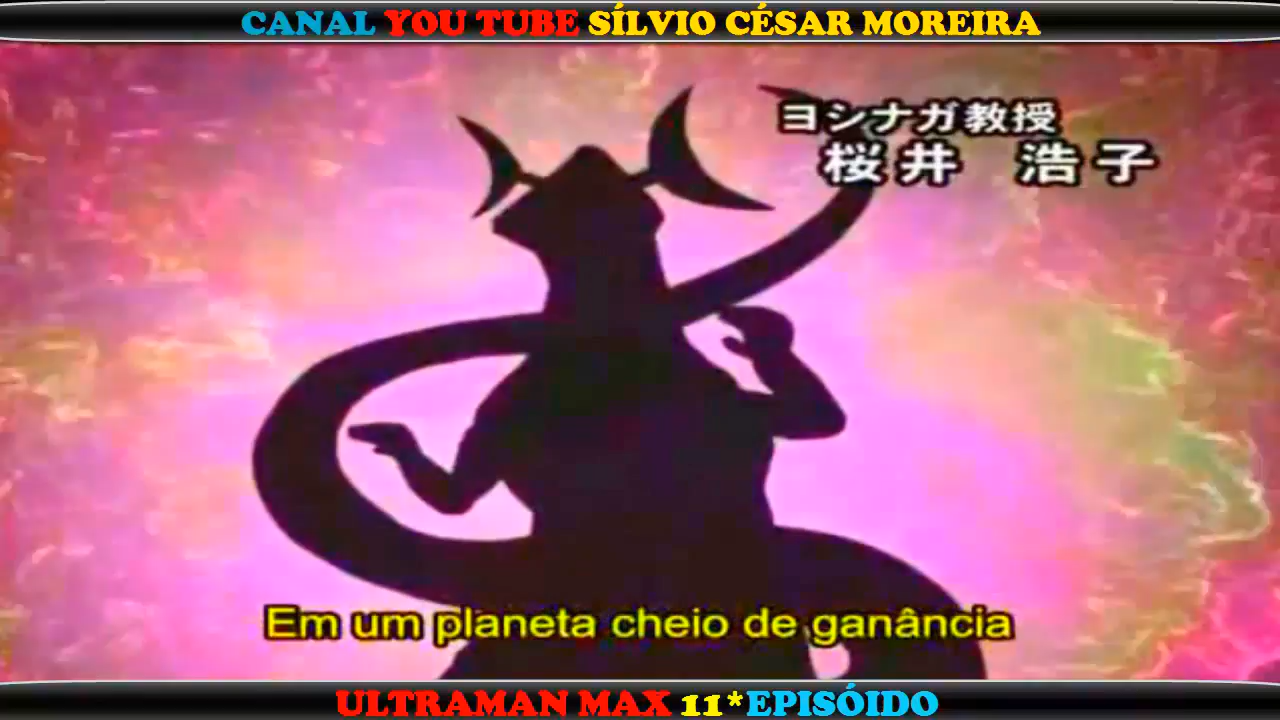 CANAL YOU TUBE SÍLVIO CÉSAR MOREIRA
ヨシナガ教授
桜井 浩子
Em um planeta cheio de ganância
ULTRAMAN MAX 11*EPISÓIDO